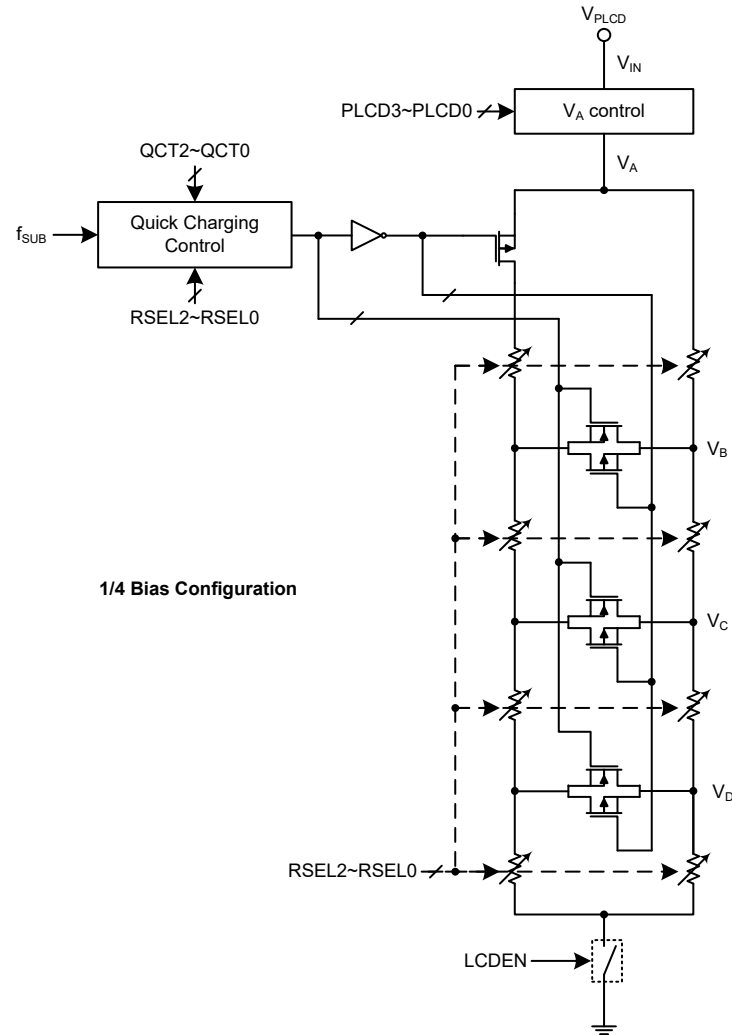 V_PLCD
V_IN
PLCD3~PLCD0
V_A control
V_A
QCT2~QCT0
f_SUB
Quick Charging
Control
RSEL2~RSEL0
V_B
1/4 Bias Configuration
V_C
V_D
RSEL2~RSEL0
LCDEN